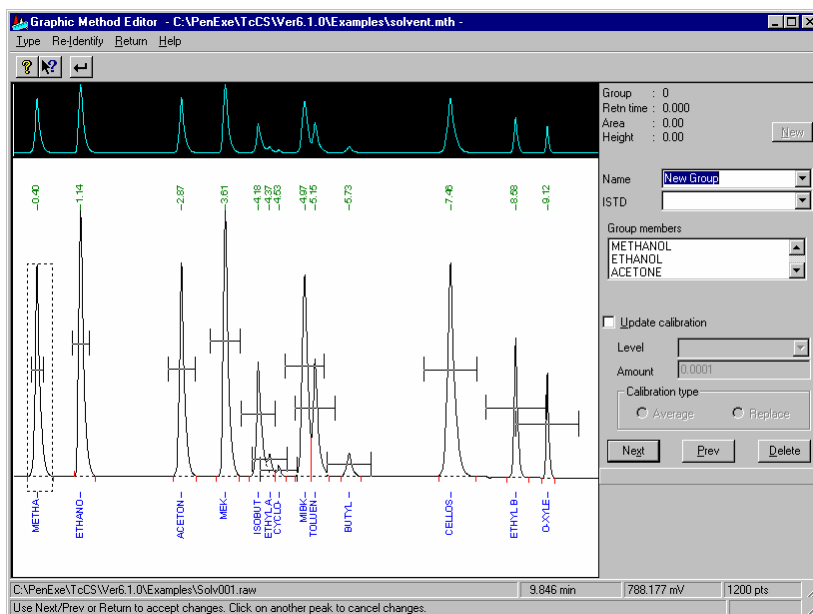 Graphic Method Editor - C:\PenExe\TcCS\Ver6.1.0\Examples\solvent.mth -
Type Re-Identify Return Help
Group : 0
Retn time : 0.000
Area : 0.00
Height : 0.00
New
Name New Group
ISTD
Group members
METHANOL
ETHANOL
ACETONE
Update calibration
Level
Amount 0.0001
Calibration type
Average Replace
Next Prev Delete
0.40
1.14
2.87
3.61
4.18
4.37
4.53
4.97
5.15
5.73
7.46
8.58
9.12
METHA
ETHANO
ACETON
MEK
ISOBUT
ETHYL A
CYCLO
MIBK
TOLUEN
BUTYL
CELLOS
ETHYL B
O-XYLE
C:\PenExe\TcCS\Ver6.1.0\Examples\Solv001.raw 9.846 min 788.177 mV 1200 pts
Use Next/Prev or Return to accept changes. Click on another peak to cancel changes.